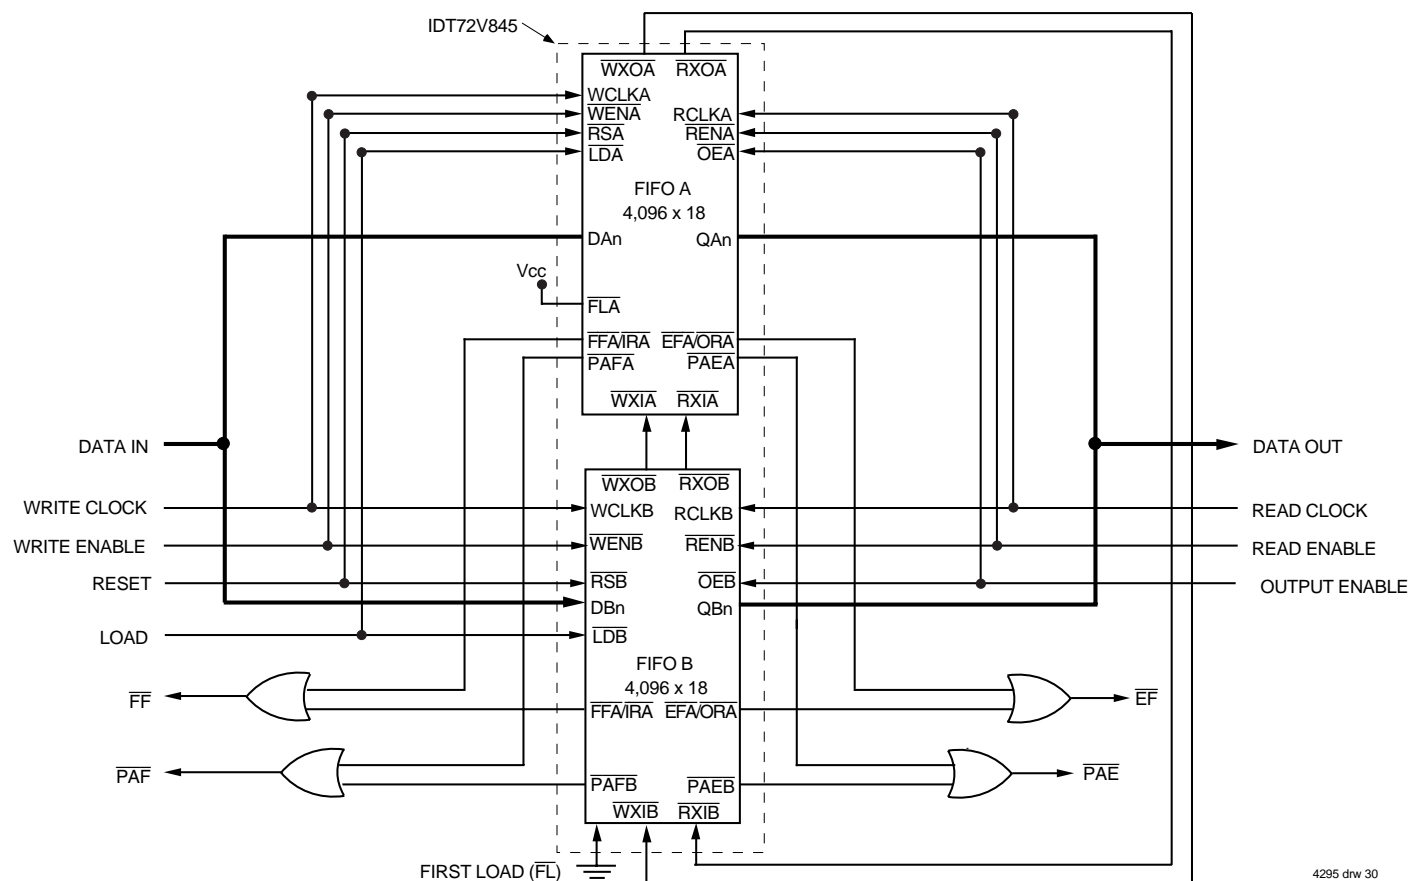 IDT72V845
WXOA RXOA
WCLKA
WENA RCLKA
RSA RENA
LDA OEA
FIFO A
4,096 x 18
DAn QAn
Vcc
FLA
FFA/IRA EFA/ORA
PAFA PAEA
WXIA RXIA
DATA IN DATA OUT
WXOB RXOB
WRITE CLOCK WCLKB RCLKB READ CLOCK
WRITE ENABLE WENB RENB READ ENABLE
RESET RSB OEB OUTPUT ENABLE
DBn QBn
LOAD LDB
FIFO B
4,096 x 18
FF FFA/IRA EFA/ORA EF
PAF PAFB PAEB PAE
WXIB RXIB
FIRST LOAD (FL)
4295 drw 30